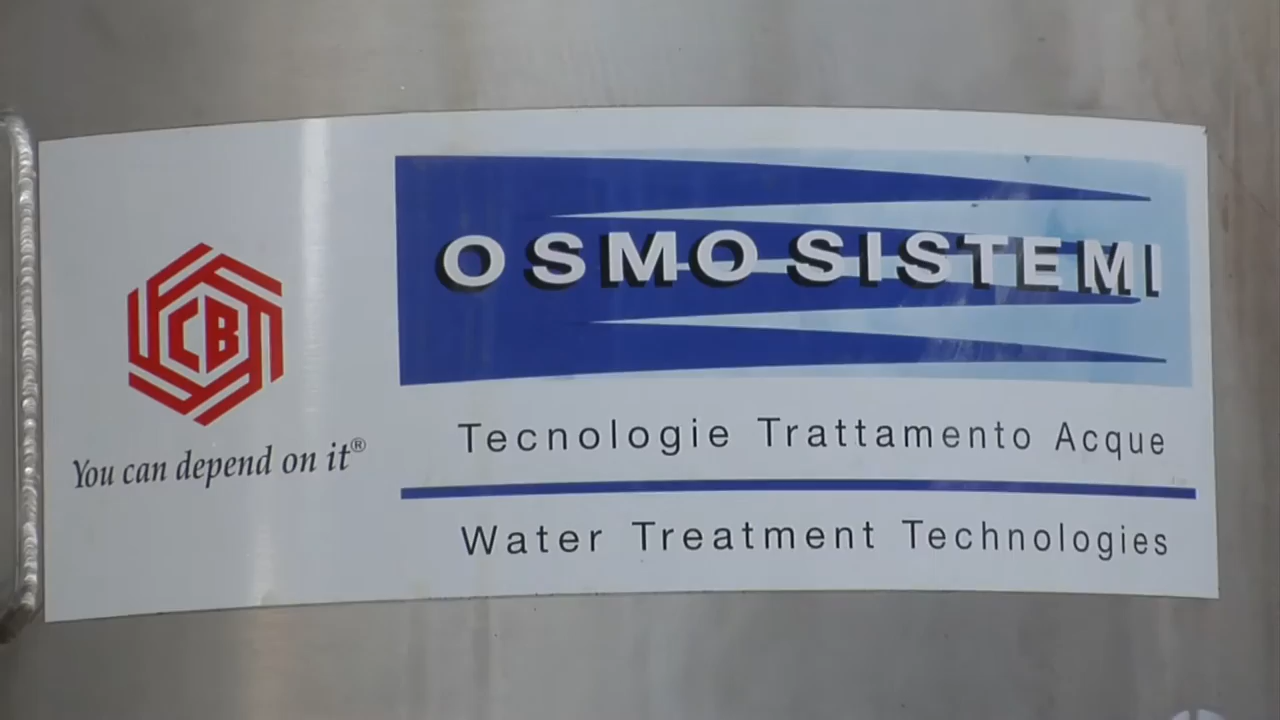 CB
You can depend on it®
OSMO SISTEMI
Tecnologie Trattamento Acque
Water Treatment Technologies